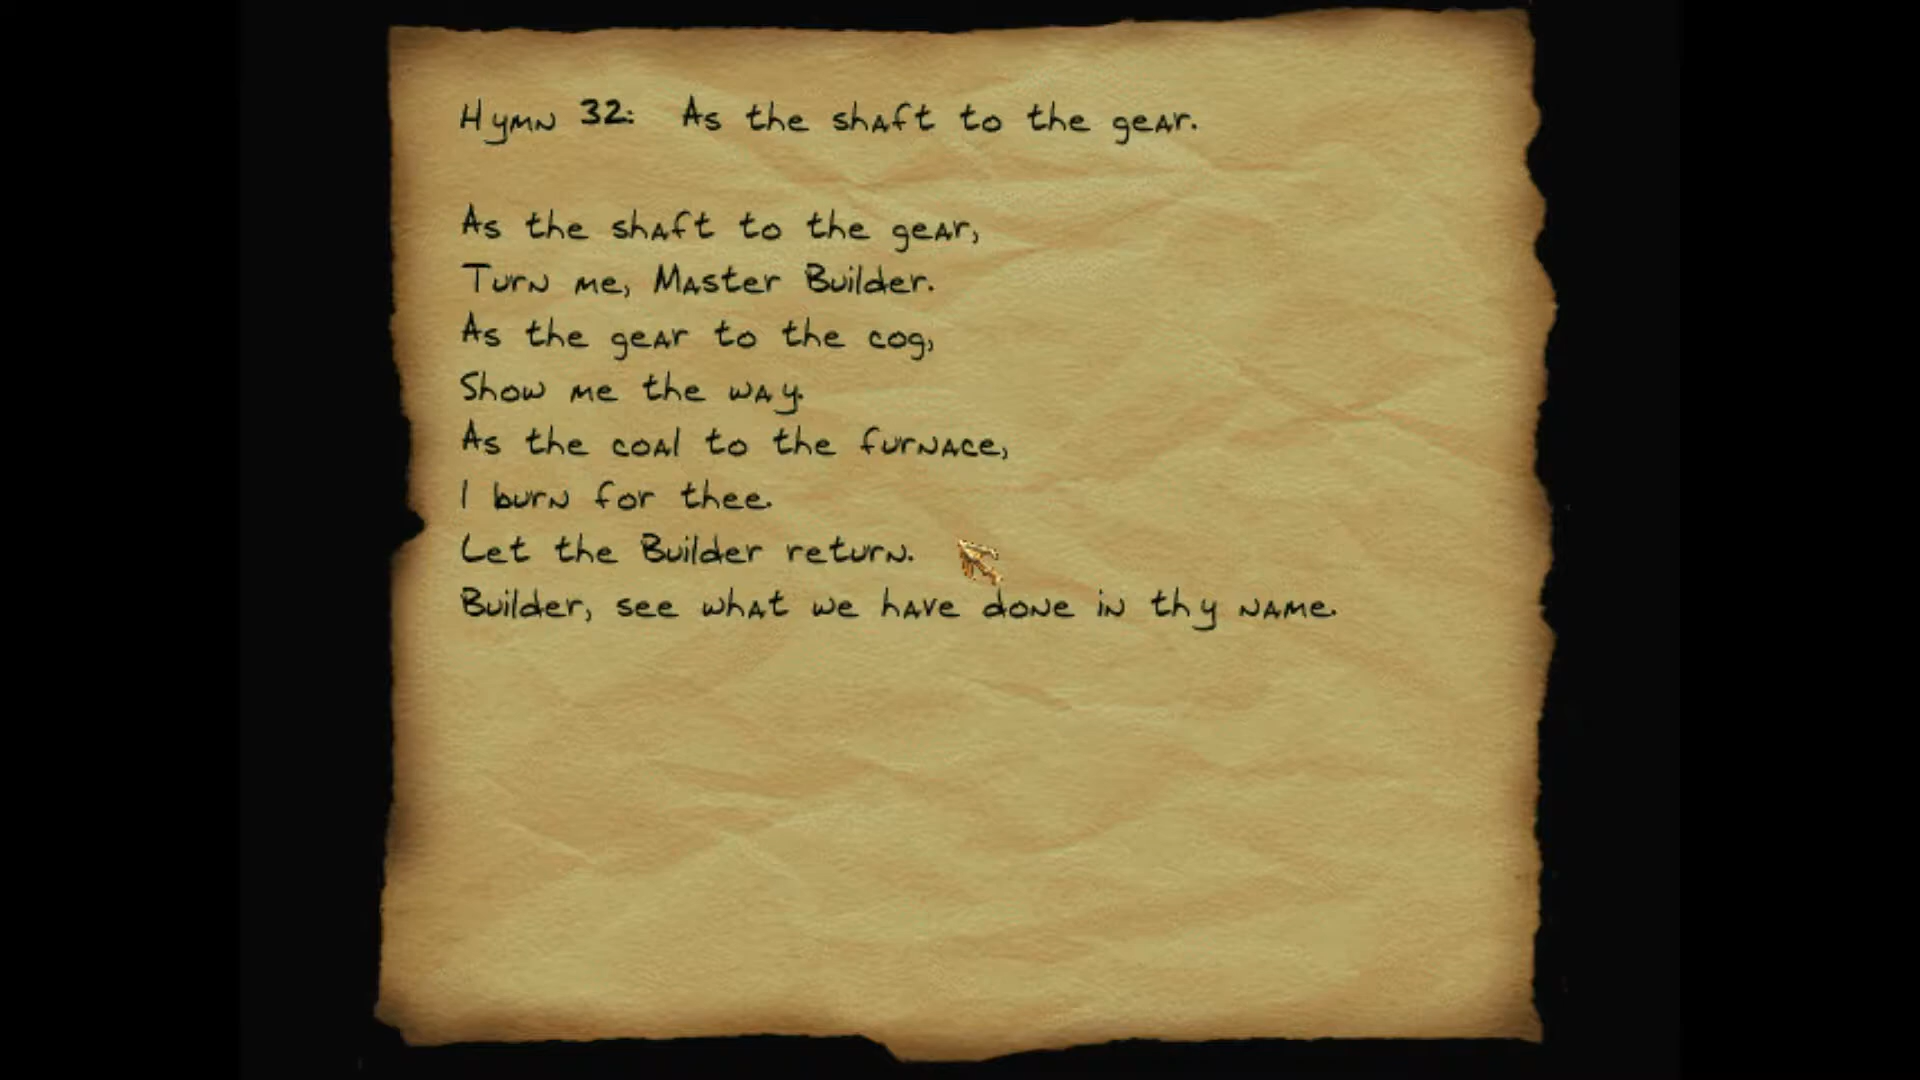 Hymn 32: As the shaft to the gear.
As the shaft to the gear,
Turn me, Master Builder.
As the gear to the cog,
Show me the way.
As the coal to the furnace,
I burn for thee.
Let the Builder return.
Builder, see what we have done in thy name.